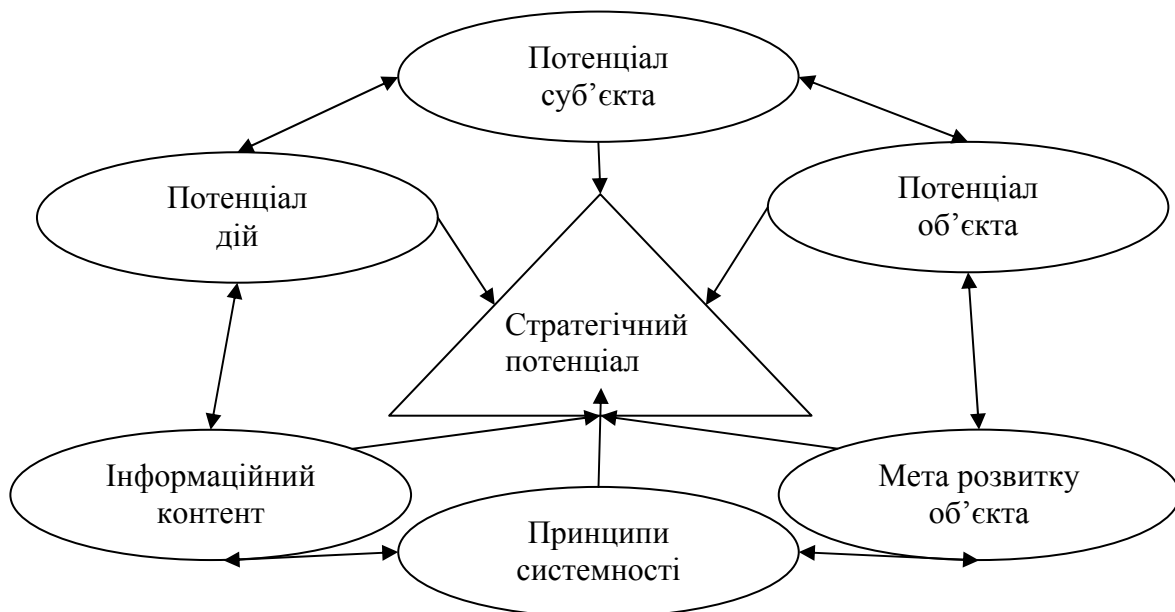 Потенціал
суб’єкта
Потенціал
дій
Потенціал
об’єкта
Стратегічний
потенціал
Інформаційний
контент
Мета розвитку
об’єкта
Принципи
системності